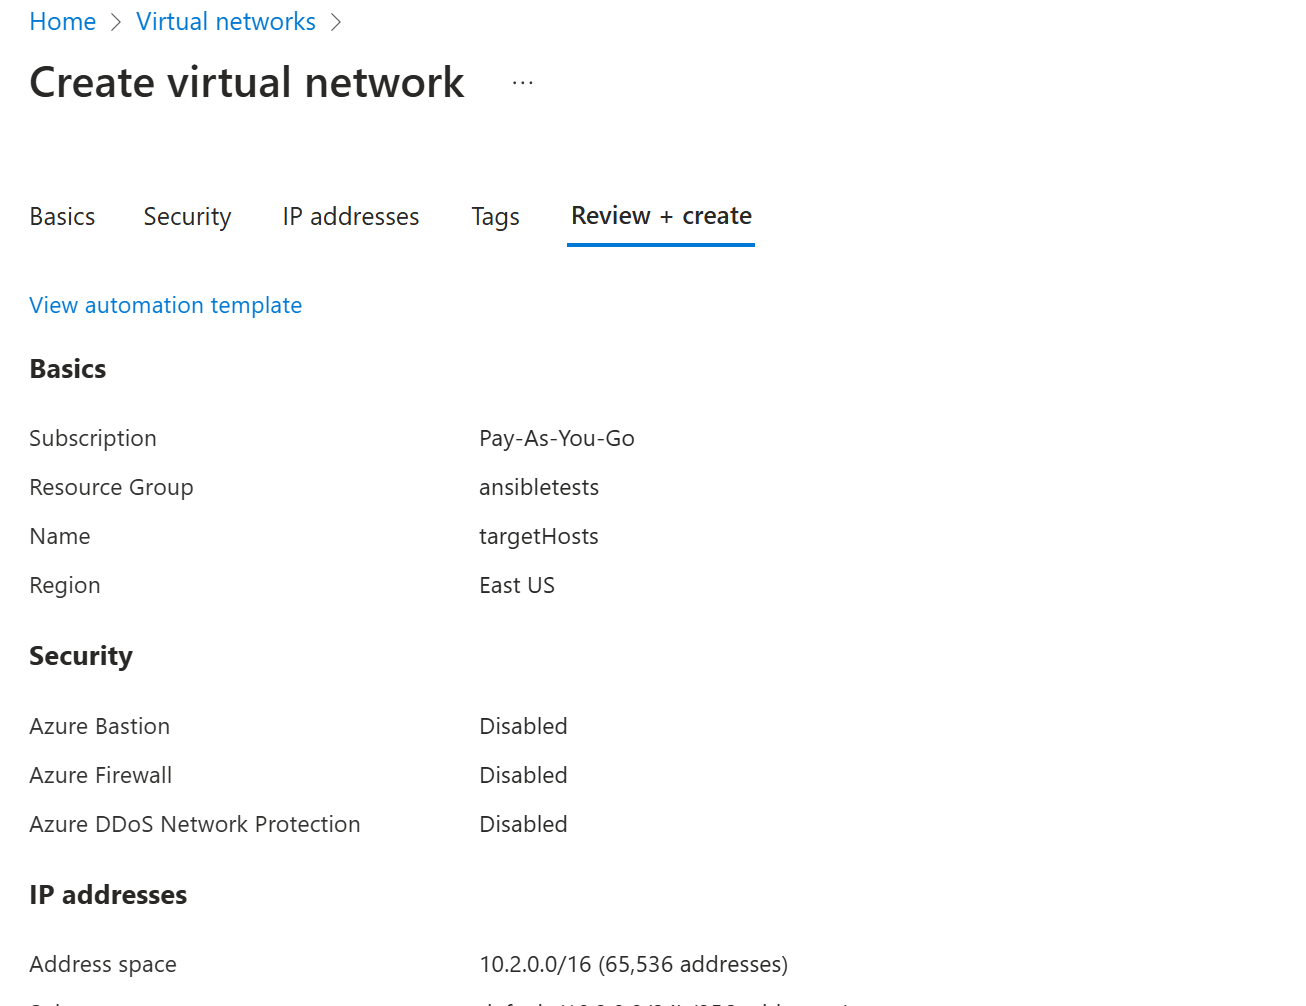 Home > Virtual networks >
Create virtual network ...
Basics Security IP addresses Tags Review + create
View automation template
Basics
Subscription Pay-As-You-Go
Resource Group ansibletests
Name targetHosts
Region East US
Security
Azure Bastion Disabled
Azure Firewall Disabled
Azure DDoS Network Protection Disabled
IP addresses
Address space 10.2.0.0/16 (65,536 addresses)